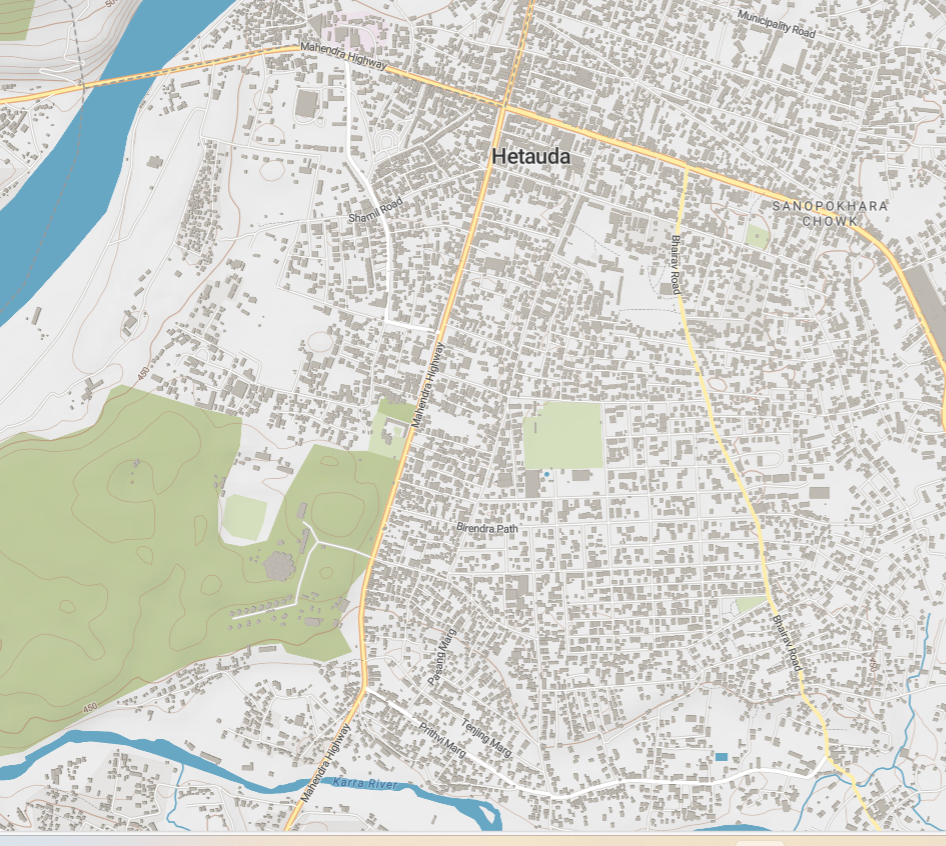 Municipality Road
Mahendra Highway
Hetauda
Shamil Road
SANOPOKHARA
CHOWK
Bhairav Road
Mahendra Highway
450
Birendra Path
Bhairav Road
Pasang Marg
450
Prithvi Marg
Tenjing Marg
Mahendra Highway
Karra River